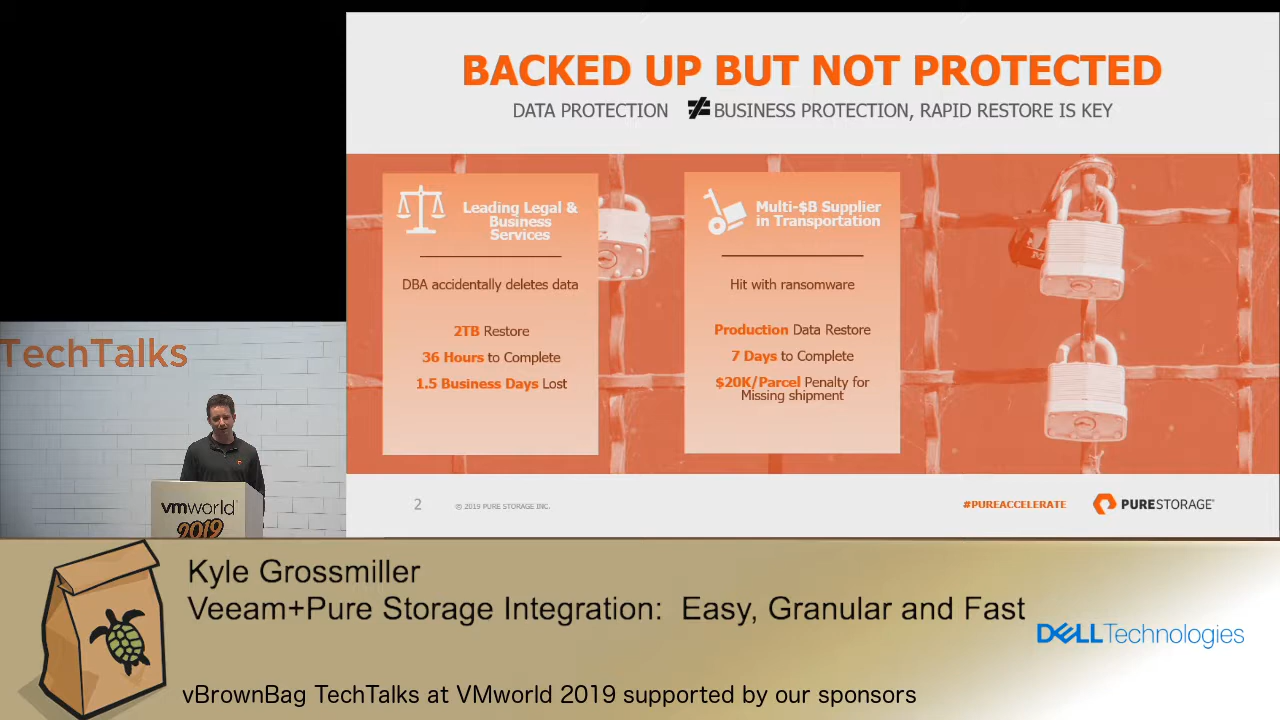 BACKED UP BUT NOT PROTECTED
DATA PROTECTION ≠ BUSINESS PROTECTION, RAPID RESTORE IS KEY
Leading Legal &
Business
Services
DBA accidentally deletes data
2TB Restore
36 Hours to Complete
1.5 Business Days Lost
Multi-$B Supplier
in Transportation
Hit with ransomware
Production Data Restore
7 Days to Complete
$20K/Parcel Penalty for
Missing shipment
2
© 2019 PURE STORAGE INC.
#PUREACCELERATE
PURESTORAGE®
TechTalks
vmworld®
2019
Kyle Grossmiller
Veeam+Pure Storage Integration: Easy, Granular and Fast
DELLTechnologies
vBrownBag TechTalks at VMworld 2019 supported by our sponsors